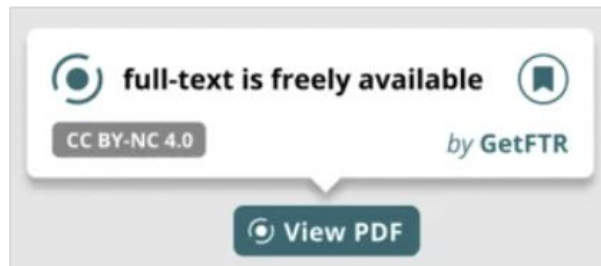 full-text is freely available
CC BY-NC 4.0
by GetFTR
View PDF